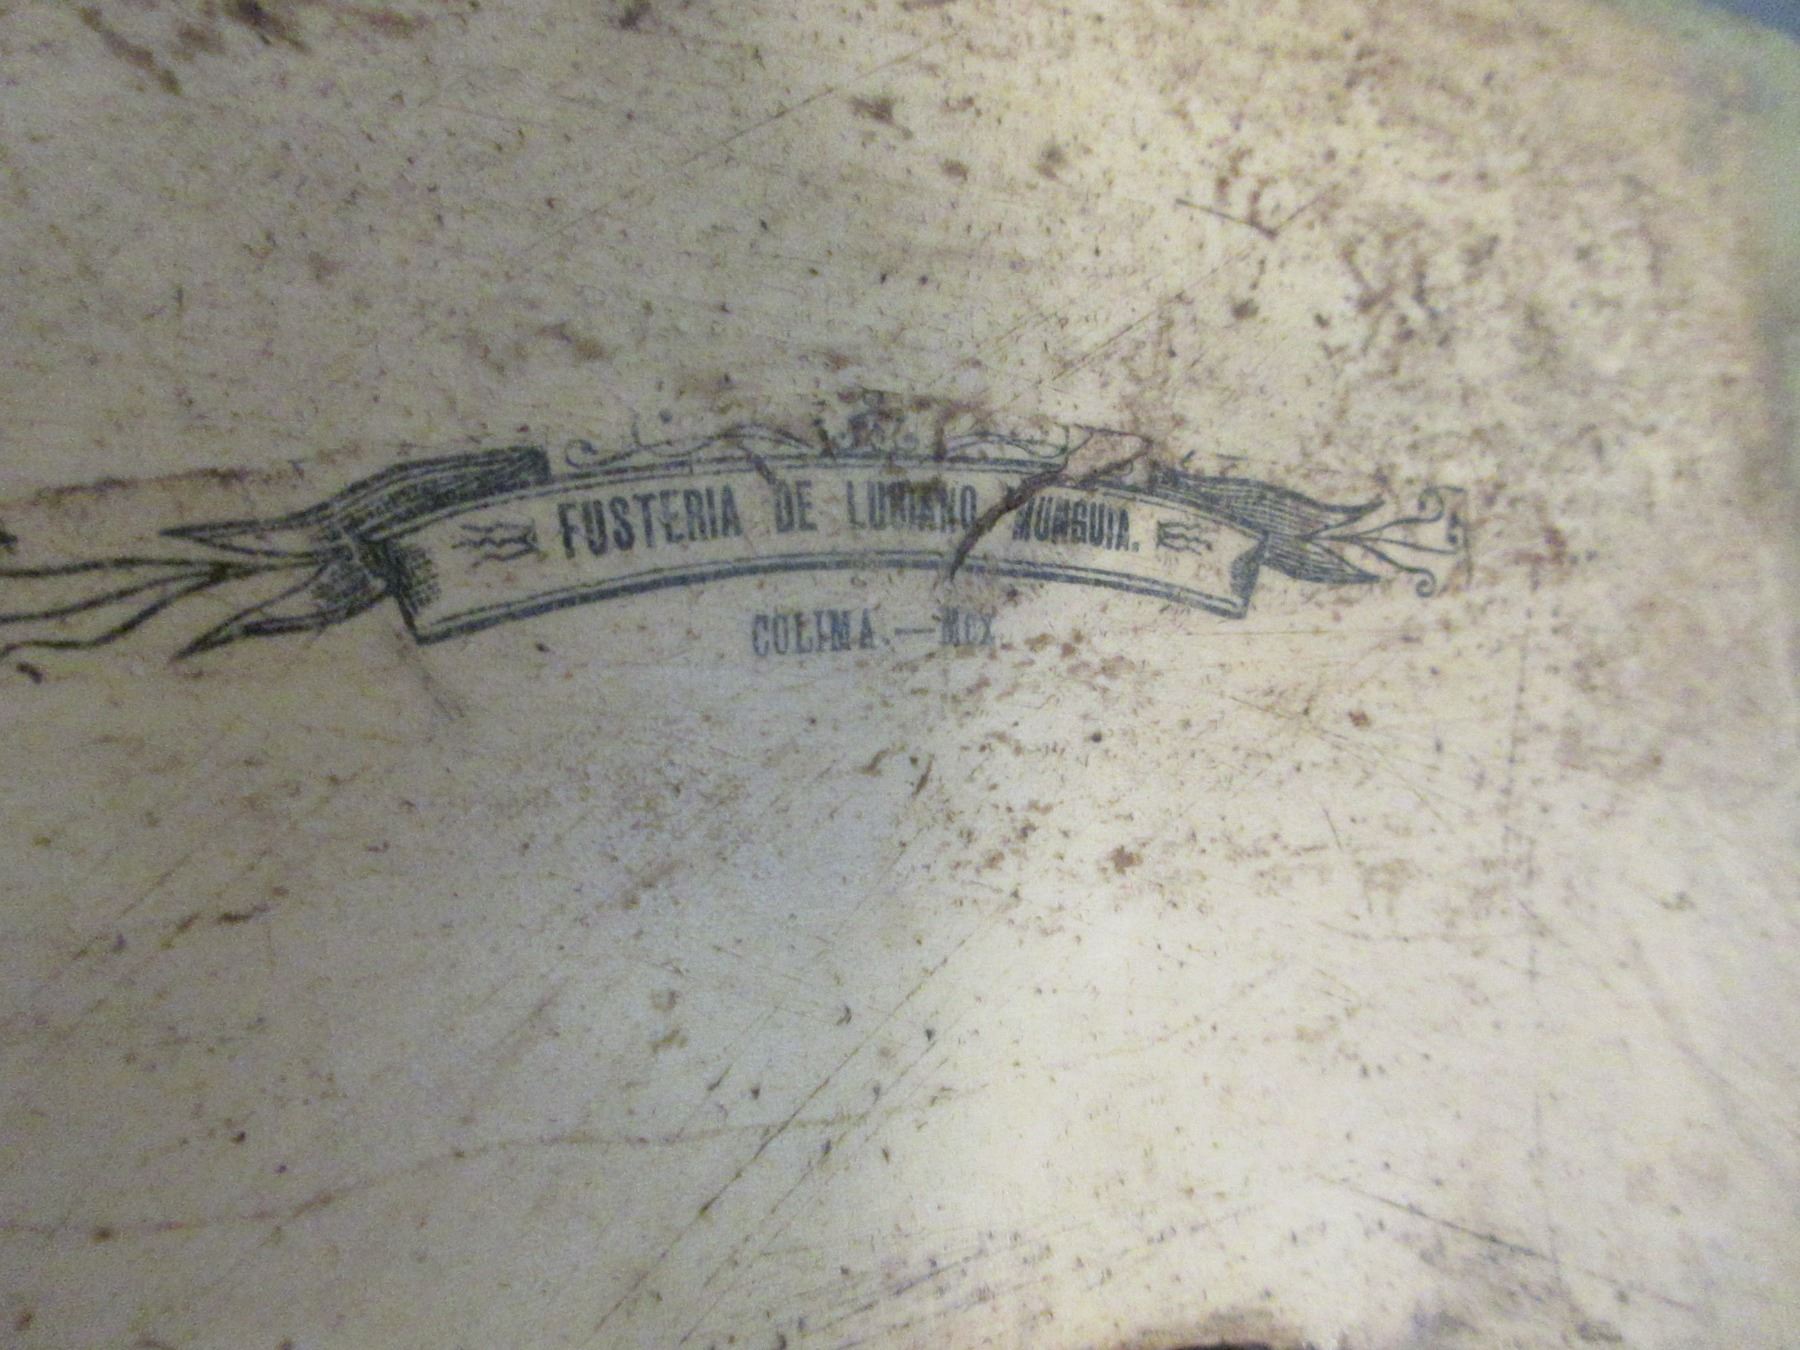 FUSTERIA DE LUCIANO MUNGUIA.
COLIMA.—MEX.